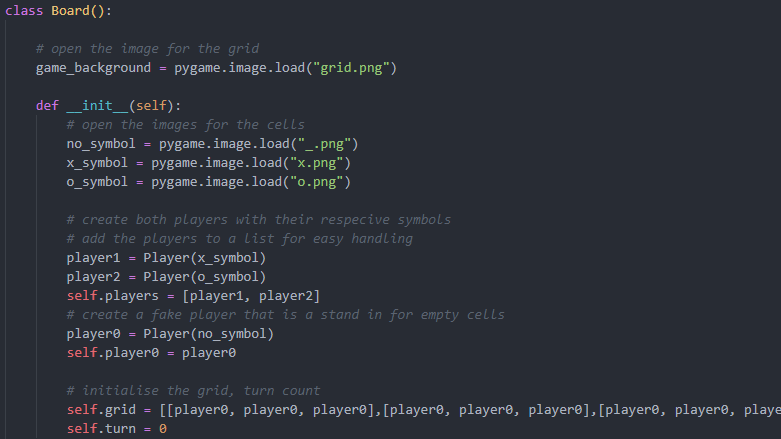 class Board():
# open the image for the grid
game_background = pygame.image.load("grid.png")
def __init__(self):
# open the images for the cells
no_symbol = pygame.image.load("_.png")
x_symbol = pygame.image.load("x.png")
o_symbol = pygame.image.load("o.png")
# create both players with their respecive symbols
# add the players to a list for easy handling
player1 = Player(x_symbol)
player2 = Player(o_symbol)
self.players = [player1, player2]
# create a fake player that is a stand in for empty cells
player0 = Player(no_symbol)
self.player0 = player0
# initialise the grid, turn count
self.grid = [[player0, player0, player0],[player0, player0, player0],[player0, player0, playe
self.turn = 0